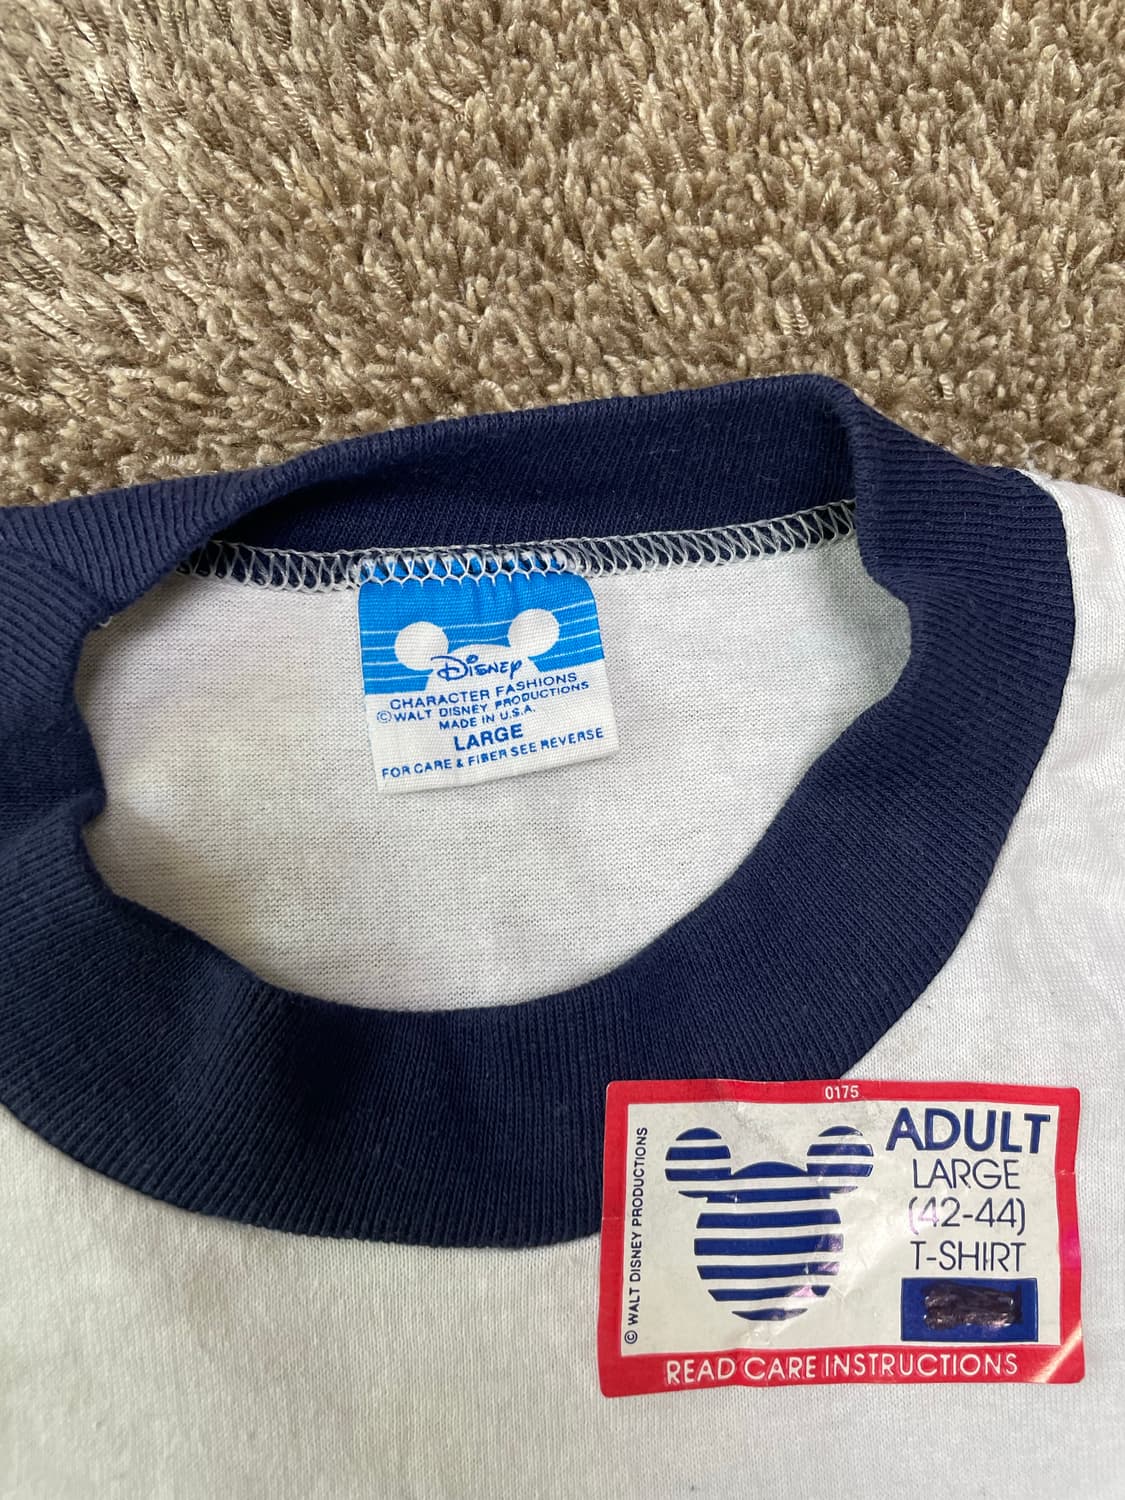 Disney
CHARACTER FASHIONS
© WALT DISNEY PRODUCTIONS
MADE IN U.S.A.
LARGE
FOR CARE & FIBER SEE REVERSE
0175
© WALT DISNEY PRODUCTIONS
ADULT
LARGE
(42-44)
T-SHIRT
READ CARE INSTRUCTIONS